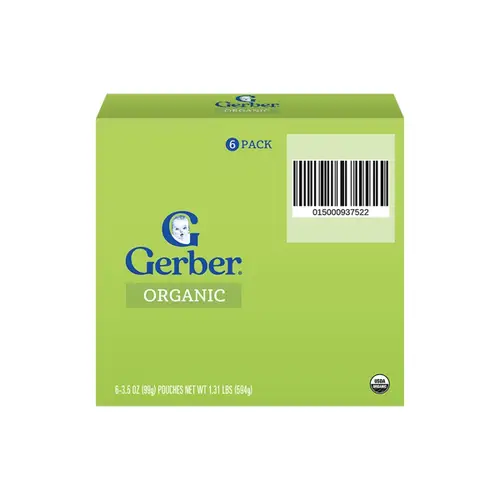 Gerber
ORGANIC
6 PACK
015000937522
G
Gerber®
ORGANIC
6-3.5 OZ (99g) POUCHES NET WT 1.31 LBS (594g)
USDA
ORGANIC